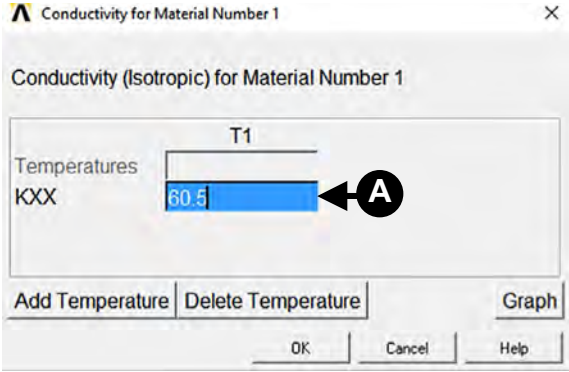 Conductivity for Material Number 1
Conductivity (Isotropic) for Material Number 1
T1
Temperatures
KXX 60.5 A
Add Temperature Delete Temperature Graph
OK Cancel Help